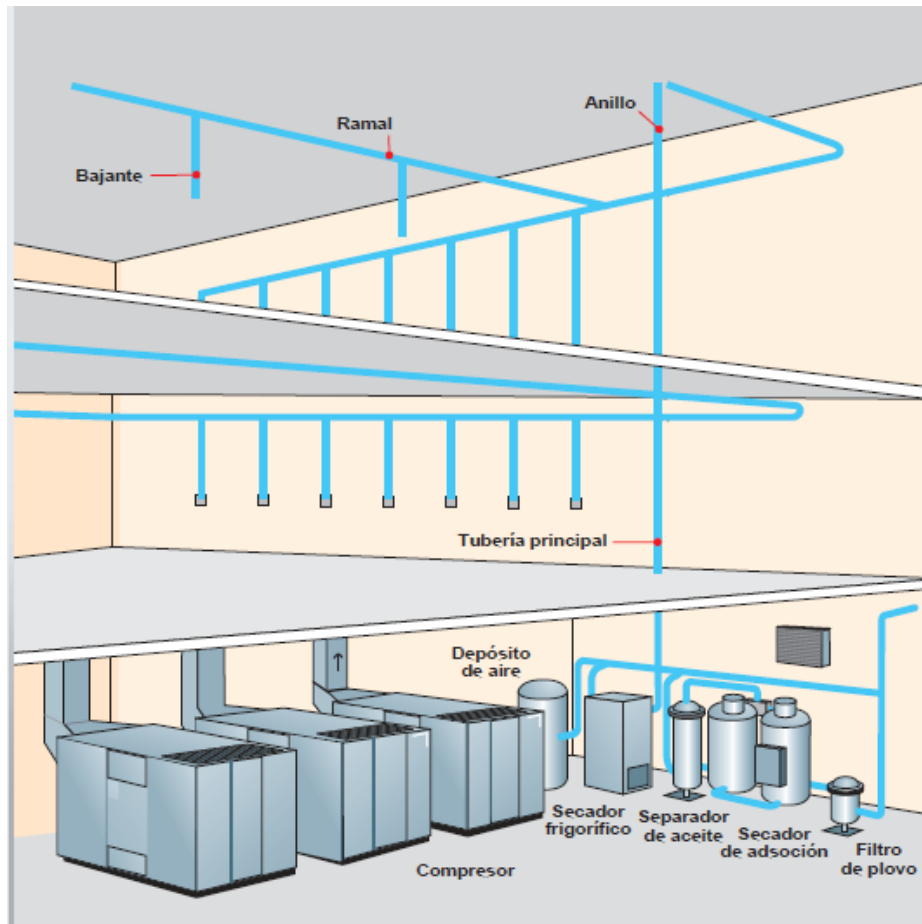 Anillo
Ramal
Bajante
Tubería principal
Depósito
de aire
Secador
frigorífico
Separador
de aceite
Secador
de adsoción
Filtro
de plovo
Compresor